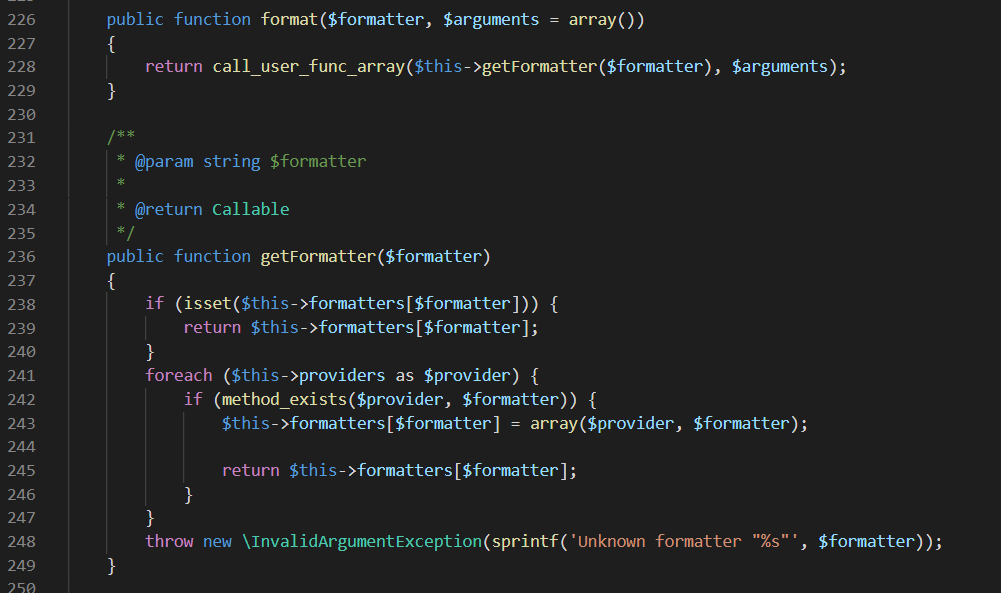 226 public function format($formatter, $arguments = array())
227 {
228 return call_user_func_array($this->getFormatter($formatter), $arguments);
229 }
230
231 /**
232 * @param string $formatter
233 *
234 * @return Callable
235 */
236 public function getFormatter($formatter)
237 {
238 if (isset($this->formatters[$formatter])) {
239 return $this->formatters[$formatter];
240 }
241 foreach ($this->providers as $provider) {
242 if (method_exists($provider, $formatter)) {
243 $this->formatters[$formatter] = array($provider, $formatter);
244
245 return $this->formatters[$formatter];
246 }
247 }
248 throw new \InvalidArgumentException(sprintf('Unknown formatter "%s"', $formatter));
249 }
250